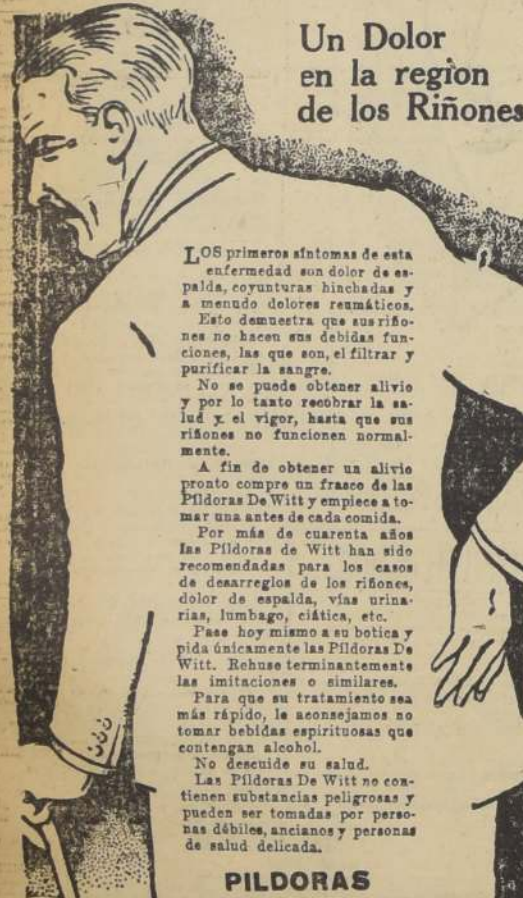 Un Dolor
en la region
de los Riñones
LOS primeros síntomas de esta
enfermedad son dolor de es-
palda, coyunturas hinchadas y
a menudo dolores reumáticos.
Esto demuestra que sus riño-
nes no hacen sus debidas fun-
ciones, las que son, el filtrar y
purificar la sangre.
No se puede obtener alivio
y por lo tanto recobrar la sa-
lud y el vigor, hasta que sus
riñones no funcionen normal-
mente.
A fin de obtener un alivio
pronto compre un frasco de las
Píldoras De Witt y empiece a to-
mar una antes de cada comida.
Por más de cuarenta años
las Píldoras de Witt han sido
recomendadas para los casos
de desarreglos de los riñones,
dolor de espalda, vías urina-
rias, lumbago, ciática, etc.
Pase hoy mismo a su botica y
pida únicamente las Píldoras De
Witt. Rehuse terminantemente
las imitaciones o similares.
Para que su tratamiento sea
más rápido, le aconsejamos no
tomar bebidas espirituosas que
contengan alcohol.
No descuide su salud.
Las Píldoras De Witt no con-
tienen substancias peligrosas y
pueden ser tomadas por perso-
nas débiles, ancianos y personas
de salud delicada.
PILDORAS